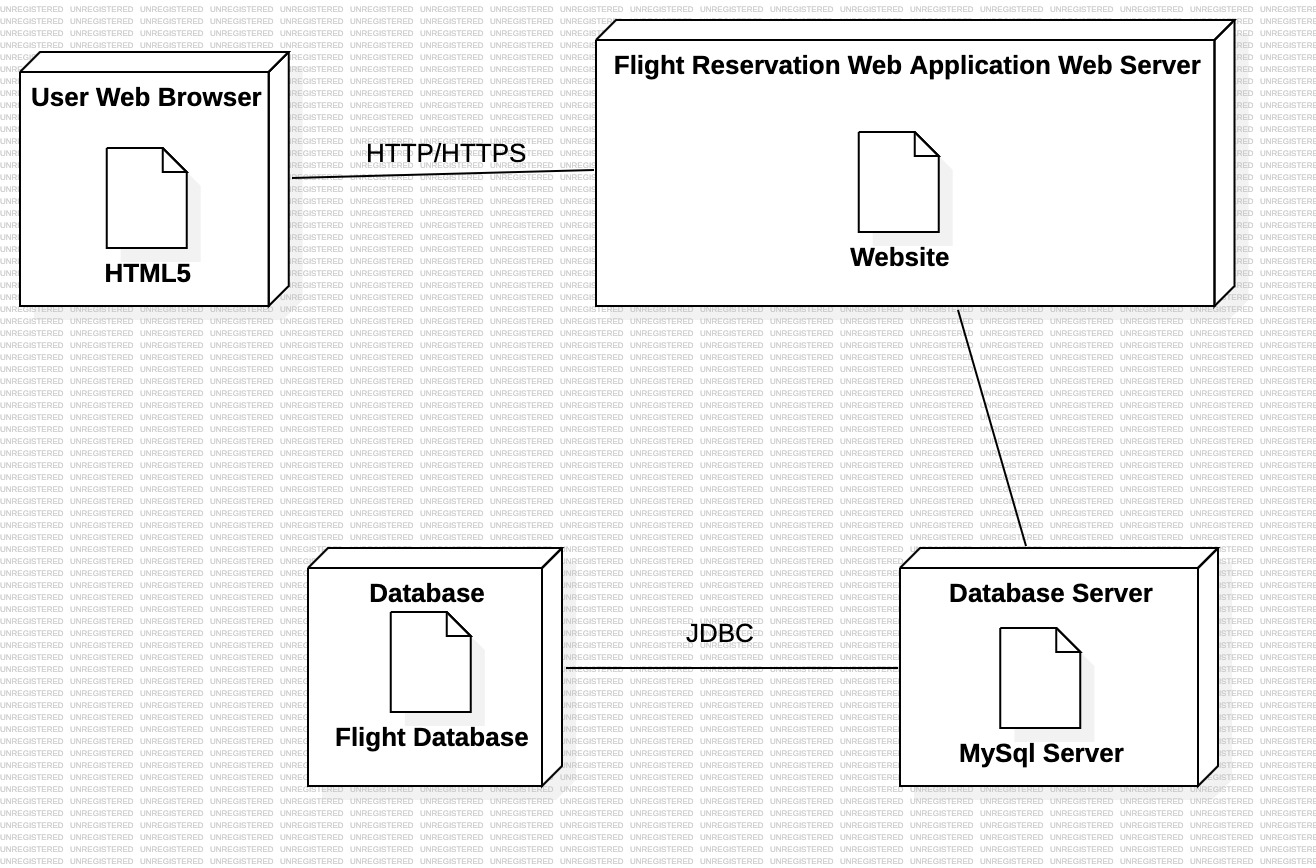 Flight Reservation Web Application Web Server
User Web Browser
HTTP/HTTPS
Website
HTML5
Database
Database Server
JDBC
Flight Database
MySql Server
UNREGISTERED